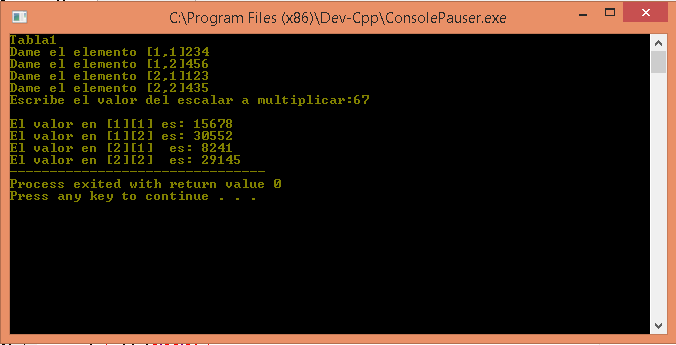 C:\Program Files (x86)\Dev-Cpp\ConsolePauser.exe
Tabla1
Dame el elemento [1,1]234
Dame el elemento [1,2]456
Dame el elemento [2,1]123
Dame el elemento [2,2]435
Escribe el valor del escalar a multiplicar:67
El valor en [1][1] es: 15678
El valor en [1][2] es: 30552
El valor en [2][1]  es: 8241
El valor en [2][2]  es: 29145
--------------------------------
Process exited with return value 0
Press any key to continue . . .